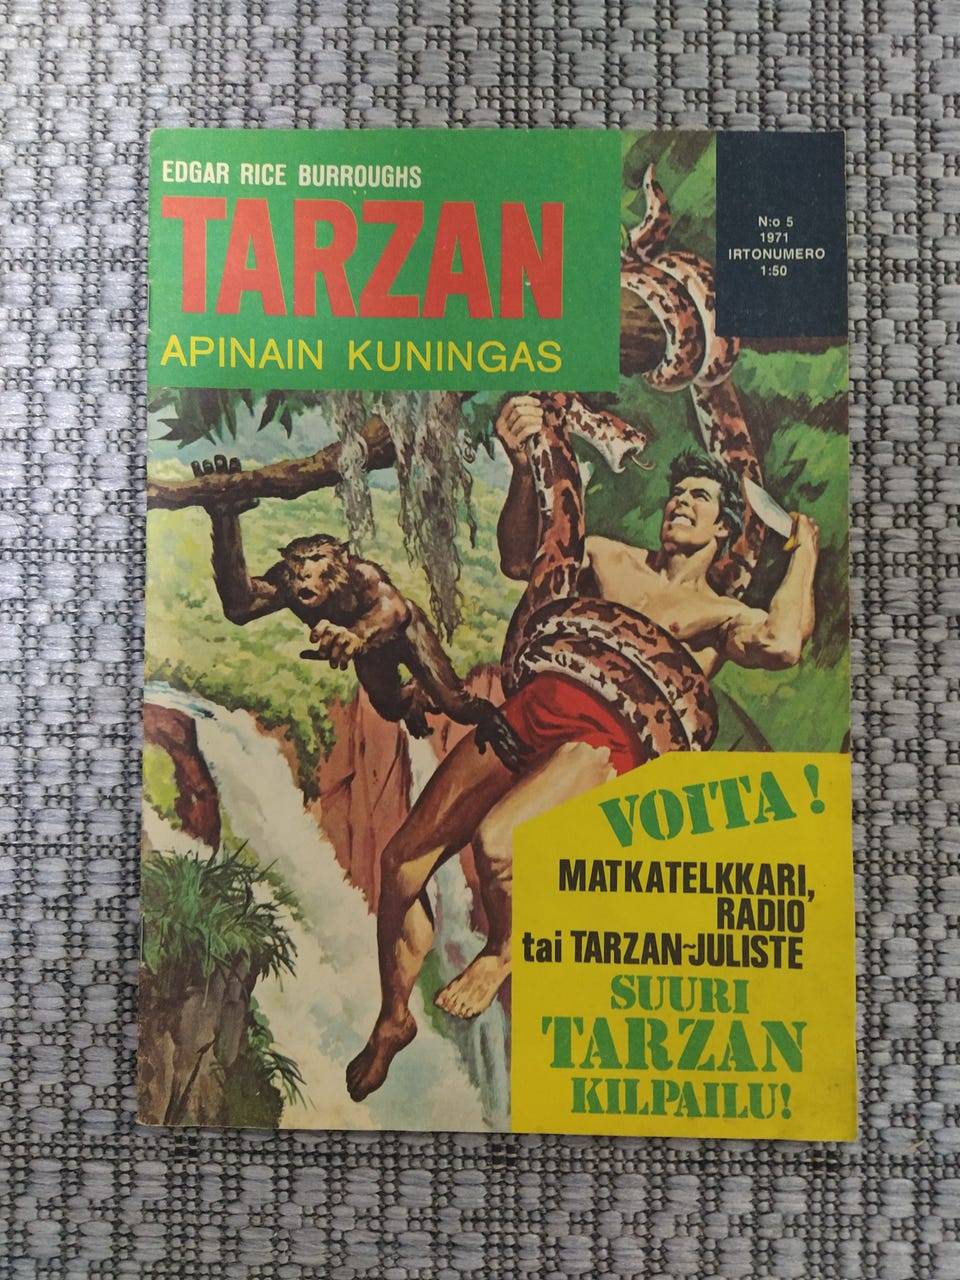 EDGAR RICE BURROUGHS
TARZAN
APINAIN KUNINGAS
N:o 5
1971
IRTONUMERO
1:50
VOITA!
MATKATELKKARI,
RADIO
tai TARZAN~JULISTE
SUURI
TARZAN
KILPAILU!